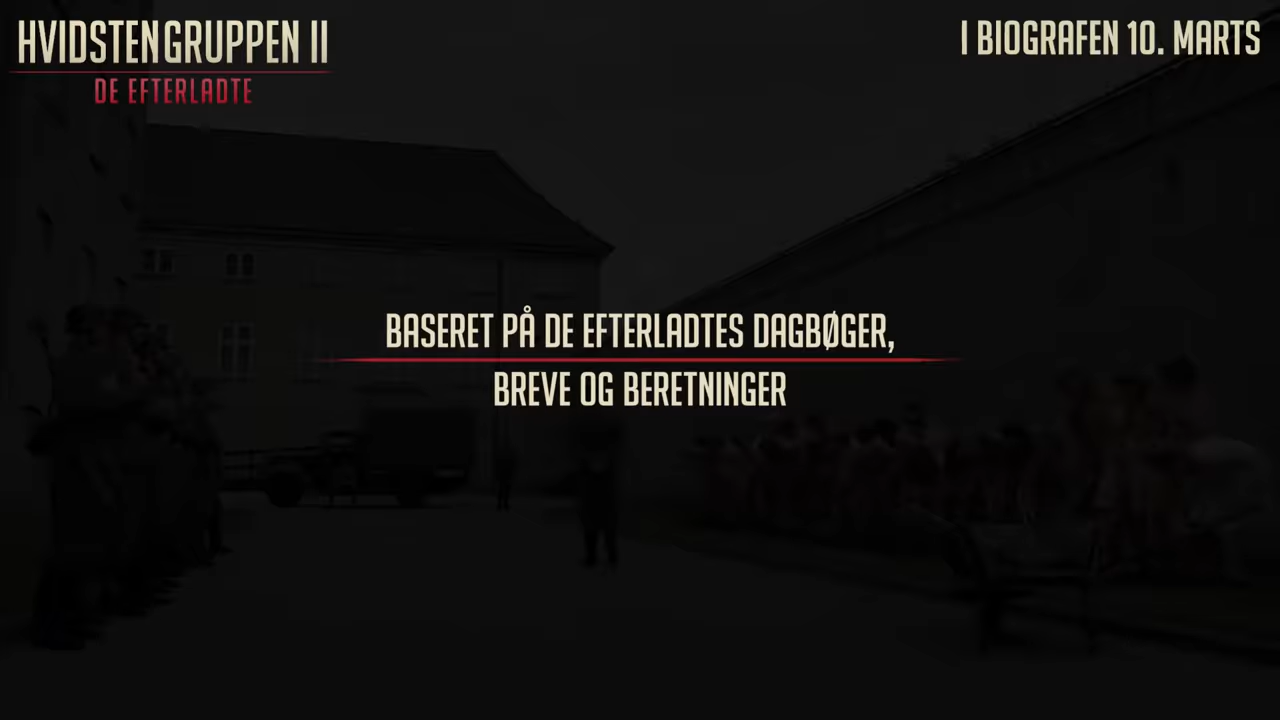 HVIDSTENGRUPPEN II
DE EFTERLADTE
I BIOGRAFEN 10. MARTS
BASERET PÅ DE EFTERLADTES DAGBØGER,
BREVE OG BERETNINGER